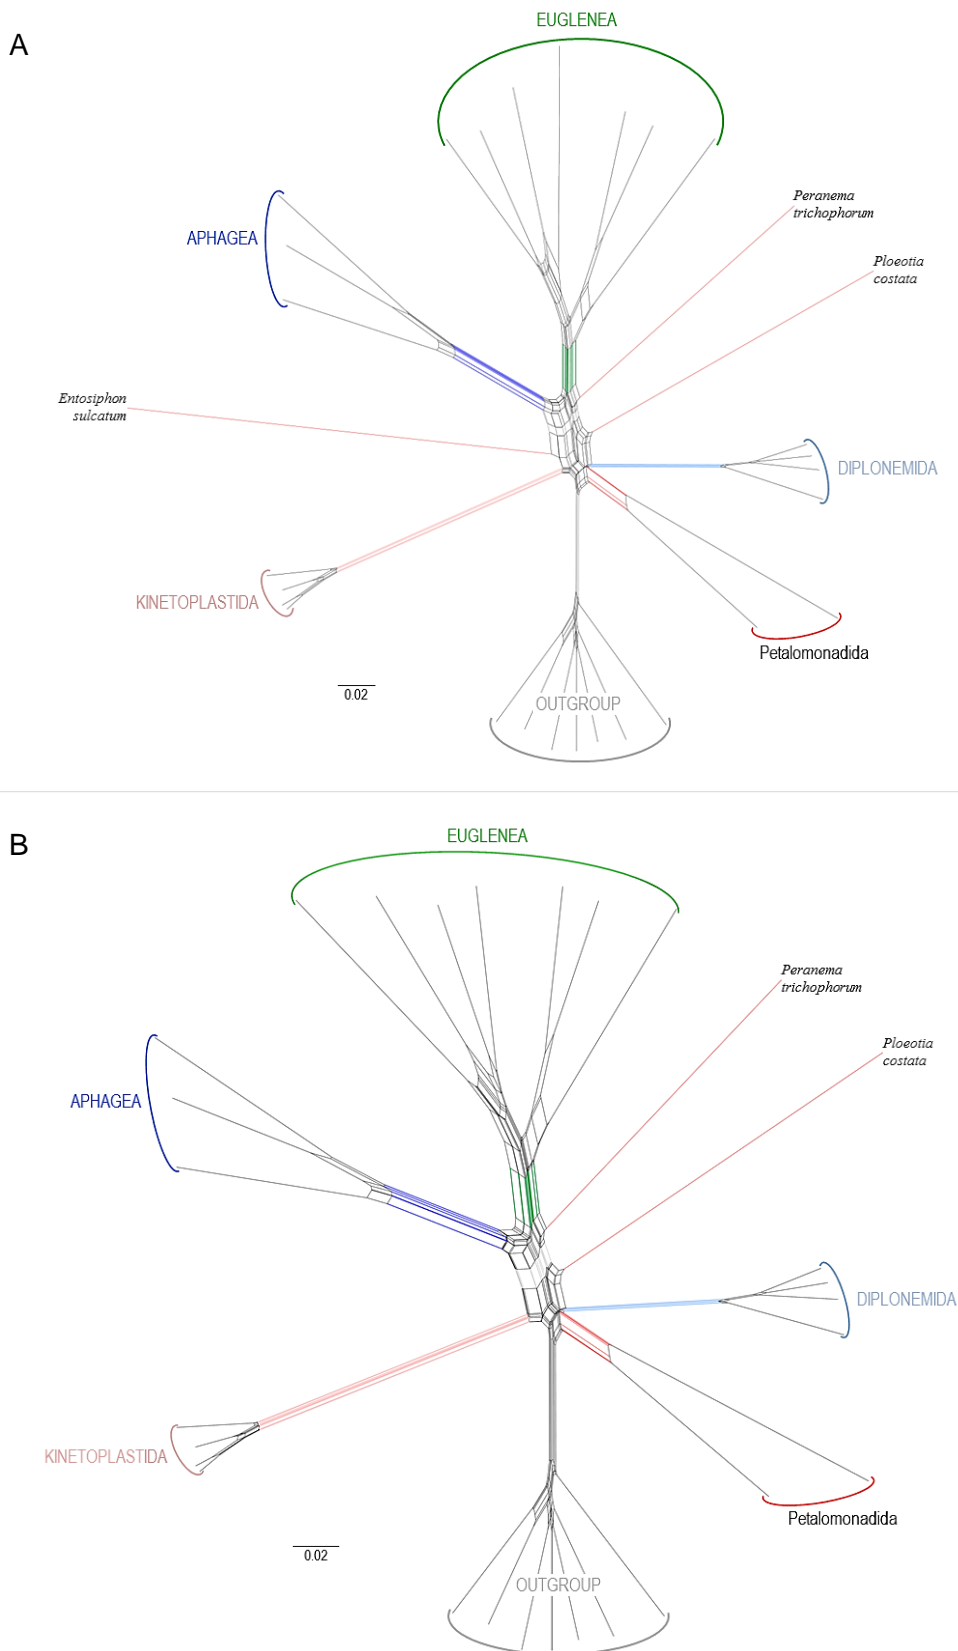 A
EUGLENEA
Peranema
trichophorum
APHAGEA
Ploeotia
costata
Entosiphon
sulcatum
DIPLONEMIDA
KINETOPLASTIDA
Petalomonadida
0.02
OUTGROUP
B
EUGLENEA
Peranema
trichophorum
Ploeotia
costata
APHAGEA
DIPLONEMIDA
KINETOPLASTIDA
Petalomonadida
0.02
OUTGROUP